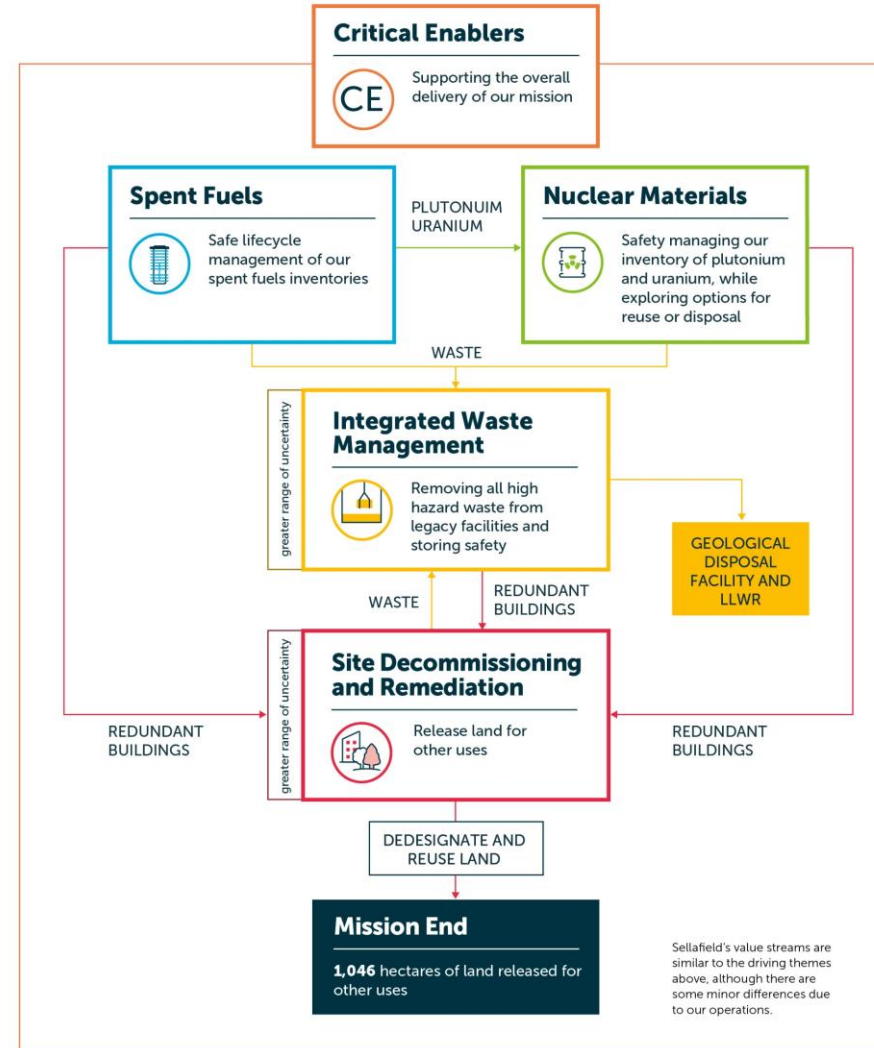 Critical Enablers
CE
Supporting the overall
delivery of our mission
Spent Fuels
Safe lifecycle
management of our
spent fuels inventories
PLUTONUIM
URANIUM
Nuclear Materials
Safety managing our
inventory of plutonium
and uranium, while
exploring options for
reuse or disposal
WASTE
greater range of uncertainty
Integrated Waste
Management
Removing all high
hazard waste from
legacy facilities and
storing safety
GEOLOGICAL
DISPOSAL
FACILITY AND
LLWR
WASTE
REDUNDANT
BUILDINGS
greater range of uncertainty
Site Decommissioning
and Remediation
Release land for
other uses
REDUNDANT
BUILDINGS
REDUNDANT
BUILDINGS
DEDESIGNATE AND
REUSE LAND
Mission End
1,046 hectares of land released for
other uses
Sellafield's value streams are
similar to the driving themes
above, although there are
some minor differences due
to our operations.